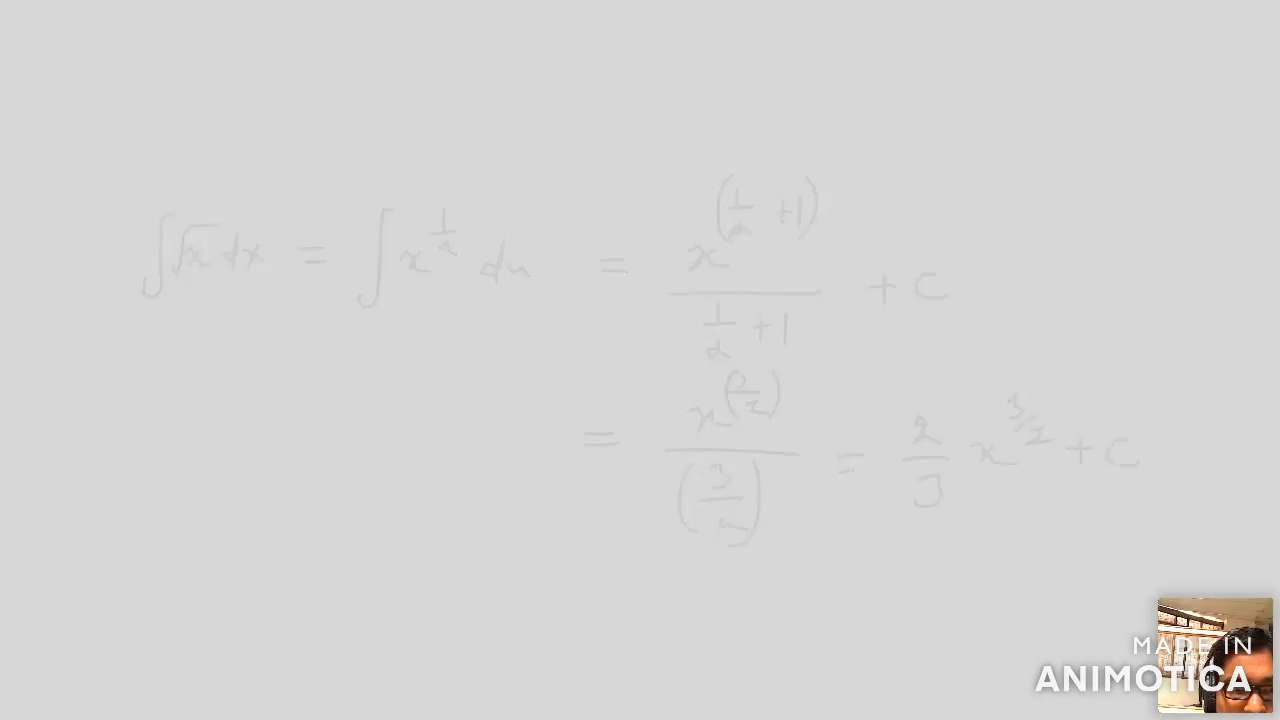 ∫√x dx = ∫ x^(1/2) dx = x^(1/2 + 1) / (1/2 + 1) + C
= x^(3/2) / (3/2) = 2/3 x^(3/2) + C
MADE IN
ANIMOTICA